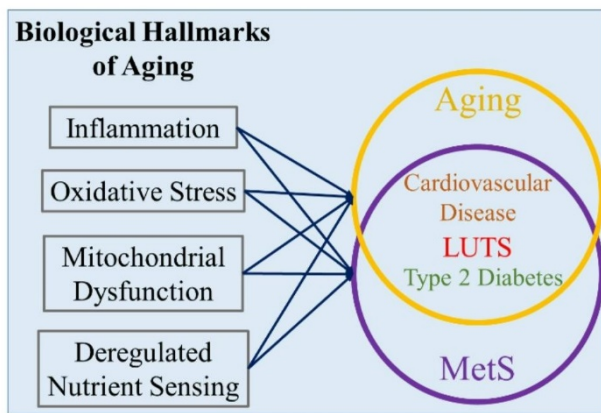 Biological Hallmarks
of Aging
Inflammation
Oxidative Stress
Mitochondrial
Dysfunction
Deregulated
Nutrient Sensing
Aging
Cardiovascular
Disease
LUTS
Type 2 Diabetes
MetS